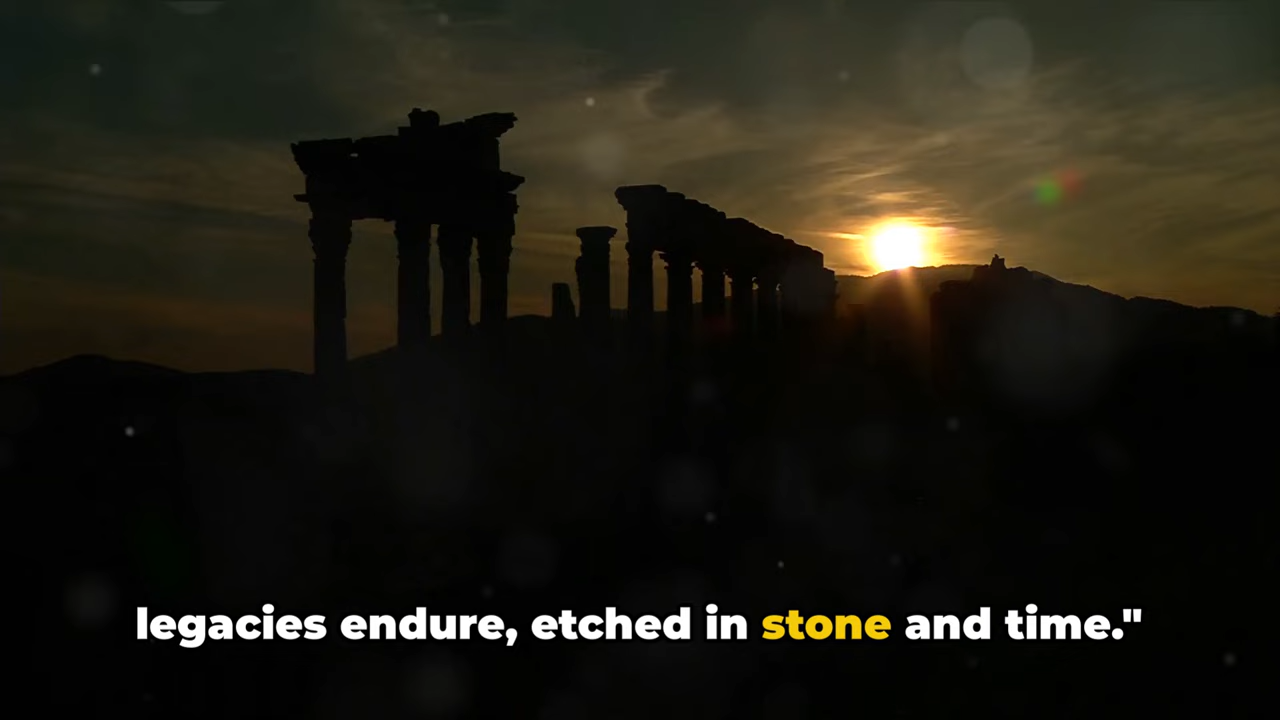 legacies endure, etched in stone and time."